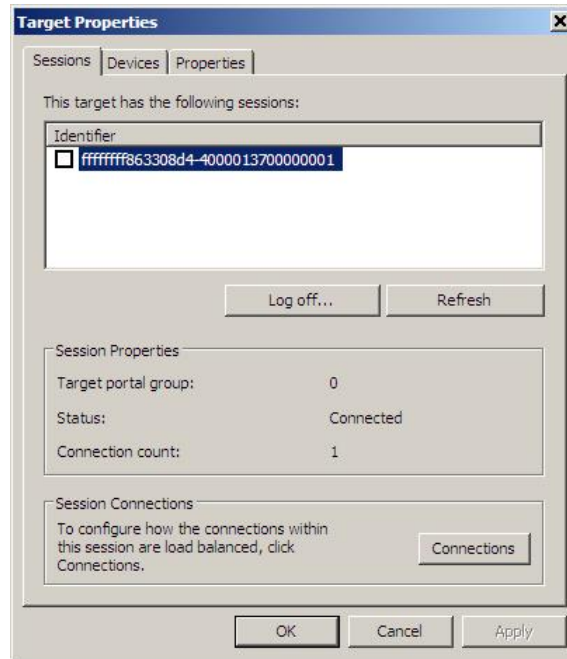 Target Properties
Sessions Devices Properties
This target has the following sessions:
Identifier
ffffffff863308d4-4000013700000001
Log off... Refresh
Session Properties
Target portal group: 0
Status: Connected
Connection count: 1
Session Connections
To configure how the connections within
this session are load balanced, click
Connections.
Connections
OK Cancel Apply